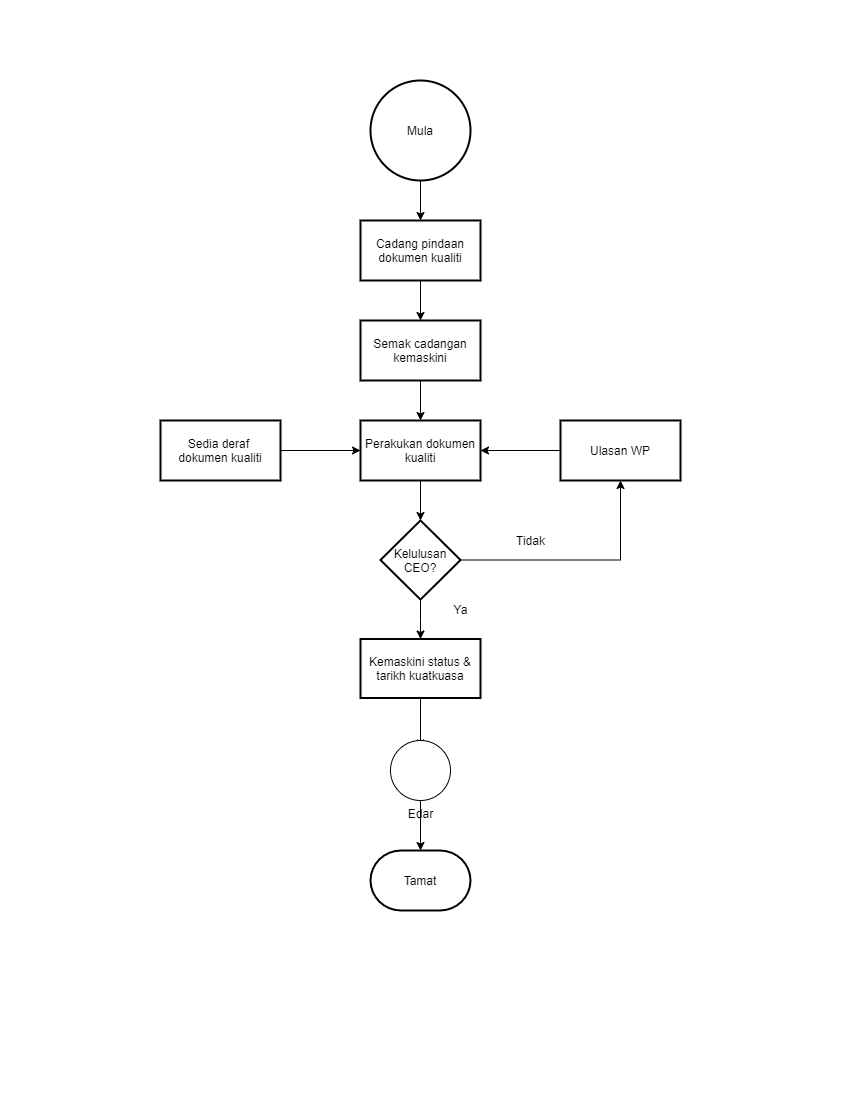 Mula
Cadang pindaan
dokumen kualiti
Semak cadangan
kemaskini
Sedia deraf
dokumen kualiti
Perakukan dokumen
kualiti
Ulasan WP
Kelulusan
CEO?
Tidak
Ya
Kemaskini status &
tarikh kuatkuasa
Edar
Tamat